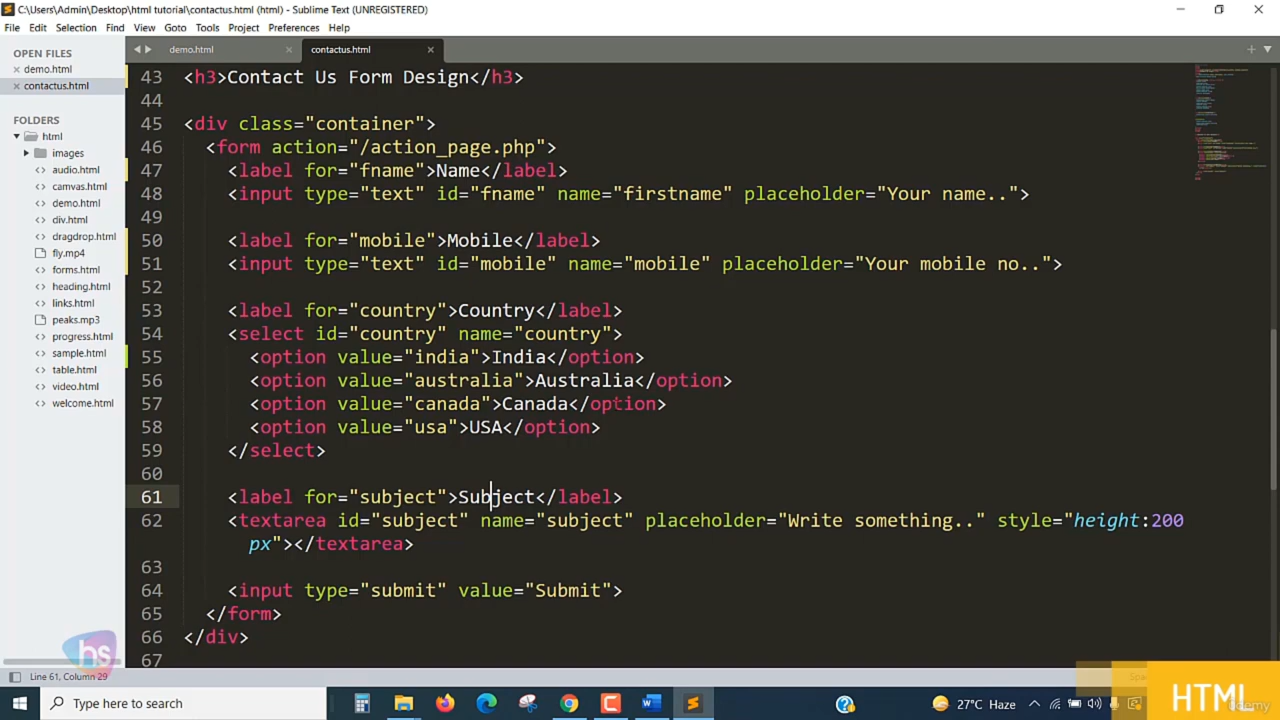 C:\Users\Admin\Desktop\html tutorial\contactus.html (html) - Sublime Text (UNREGISTERED)
File Edit Selection Find View Goto Tools Project Preferences Help
OPEN FILES
demo.html
contactus.html
FOLDERS
html
images
audio.html
camvas.html
demo.html
div.html
dragdrop.html
fly.mp4
forms.html
heading.html
links.html
peaks.mp3
progress.html
sample.html
table.html
video.html
welcome.html
demo.html
contactus.html
43 <h3>Contact Us Form Design</h3>
44
45 <div class="container">
46 <form action="/action_page.php">
47 <label for="fname">Name</label>
48 <input type="text" id="fname" name="firstname" placeholder="Your name..">
49
50 <label for="mobile">Mobile</label>
51 <input type="text" id="mobile" name="mobile" placeholder="Your mobile no..">
52
53 <label for="country">Country</label>
54 <select id="country" name="country">
55 <option value="india">India</option>
56 <option value="australia">Australia</option>
57 <option value="canada">Canada</option>
58 <option value="usa">USA</option>
59 </select>
60
61 <label for="subject">Subject</label>
62 <textarea id="subject" name="subject" placeholder="Write something.." style="height:200
px"></textarea>
63
64 <input type="submit" value="Submit">
65 </form>
66 </div>
67
hs
Line 61, Column 29
Type here to search
27°C Haze
HTML
Udemy